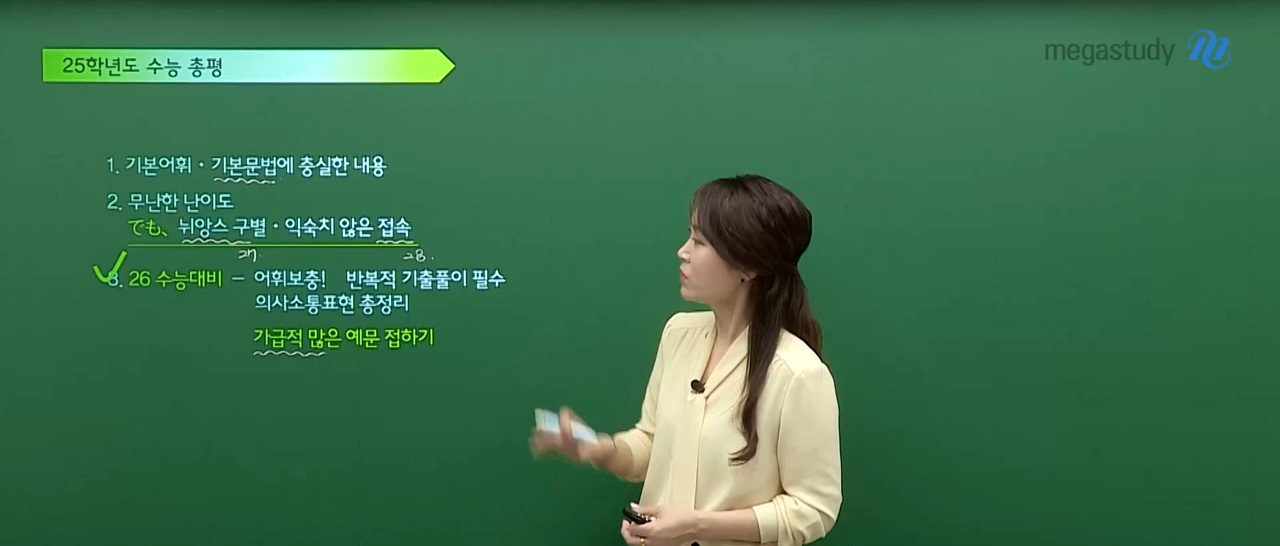 25학년도 수능 총평
megastudy
1. 기본어휘・기본문법에 충실한 내용
2. 무난한 난이도
でも、뉘앙스 구별・익숙치 않은 접속
27. 28.
3. 26 수능대비 – 어휘보충! 반복적 기출풀이 필수
의사소통표현 총정리
가급적 많은 예문 접하기